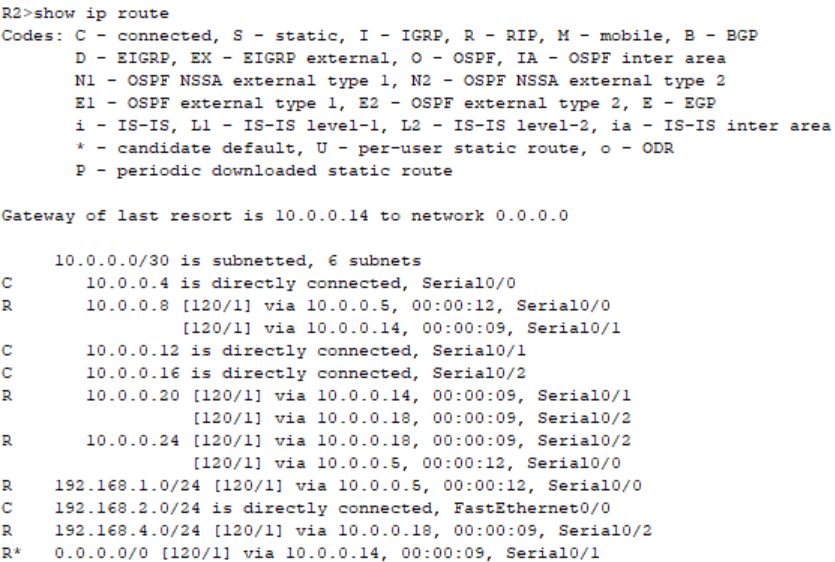 R2>show ip route
Codes: C - connected, S - static, I - IGRP, R - RIP, M - mobile, B - BGP
       D - EIGRP, EX - EIGRP external, O - OSPF, IA - OSPF inter area
       N1 - OSPF NSSA external type 1, N2 - OSPF NSSA external type 2
       E1 - OSPF external type 1, E2 - OSPF external type 2, E - EGP
       i - IS-IS, L1 - IS-IS level-1, L2 - IS-IS level-2, ia - IS-IS inter area
       * - candidate default, U - per-user static route, o - ODR
       P - periodic downloaded static route

Gateway of last resort is 10.0.0.14 to network 0.0.0.0

     10.0.0.0/30 is subnetted, 6 subnets
C       10.0.0.4 is directly connected, Serial0/0
R       10.0.0.8 [120/1] via 10.0.0.5, 00:00:12, Serial0/0
                 [120/1] via 10.0.0.14, 00:00:09, Serial0/1
C       10.0.0.12 is directly connected, Serial0/1
C       10.0.0.16 is directly connected, Serial0/2
R       10.0.0.20 [120/1] via 10.0.0.14, 00:00:09, Serial0/1
                  [120/1] via 10.0.0.18, 00:00:09, Serial0/2
R       10.0.0.24 [120/1] via 10.0.0.18, 00:00:09, Serial0/2
                  [120/1] via 10.0.0.5, 00:00:12, Serial0/0
R    192.168.1.0/24 [120/1] via 10.0.0.5, 00:00:12, Serial0/0
C    192.168.2.0/24 is directly connected, FastEthernet0/0
R    192.168.4.0/24 [120/1] via 10.0.0.18, 00:00:09, Serial0/2
R*   0.0.0.0/0 [120/1] via 10.0.0.14, 00:00:09, Serial0/1